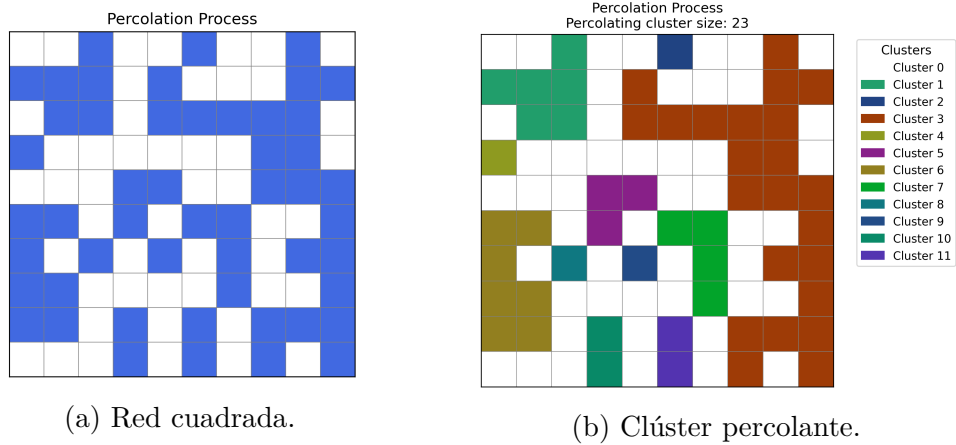 Percolation Process
(a) Red cuadrada.
Percolation Process
Percolating cluster size: 23
Clusters
Cluster 0
Cluster 1
Cluster 2
Cluster 3
Cluster 4
Cluster 5
Cluster 6
Cluster 7
Cluster 8
Cluster 9
Cluster 10
Cluster 11
(b) Clúster percolante.